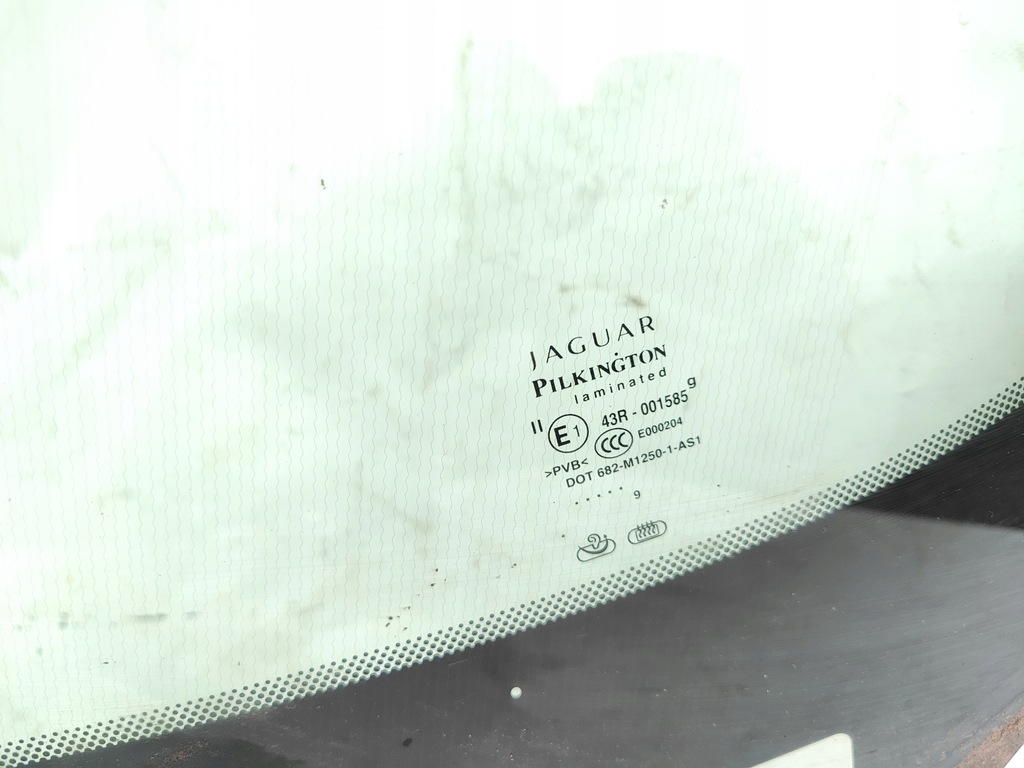 JAGUAR
PILKINGTON
laminated
II E1 43R - 001585 9
>PVB< CCC E000204
DOT 682-M1250-1-AS1
..... 9